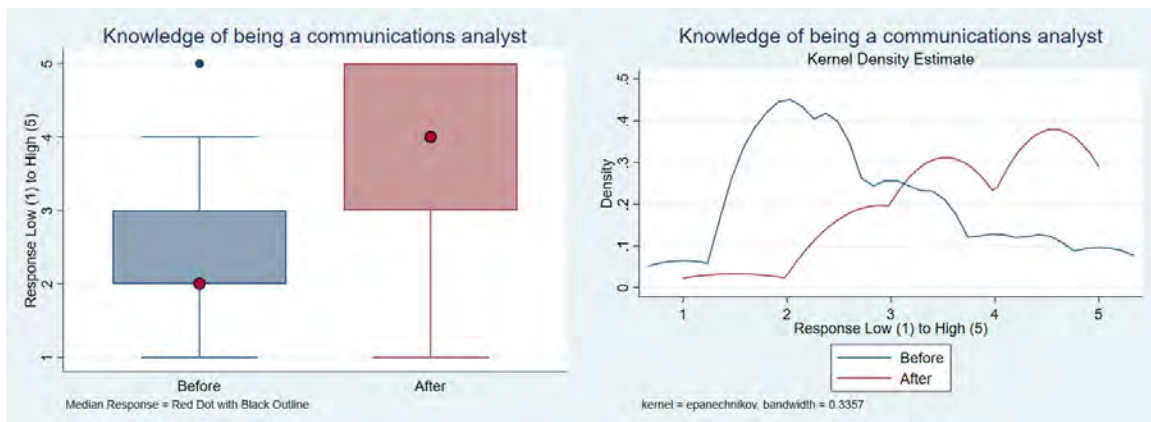 Knowledge of being a communications analyst
Response Low (1) to High (5)
5
4
3
2
1
Before
After
Median Response = Red Dot with Black Outline
Knowledge of being a communications analyst
Kernel Density Estimate
Density
.5
.4
.3
.2
.1
0
1 2 3 4 5
Response Low (1) to High (5)
Before
After
kernel = epanechnikov, bandwidth = 0.3357